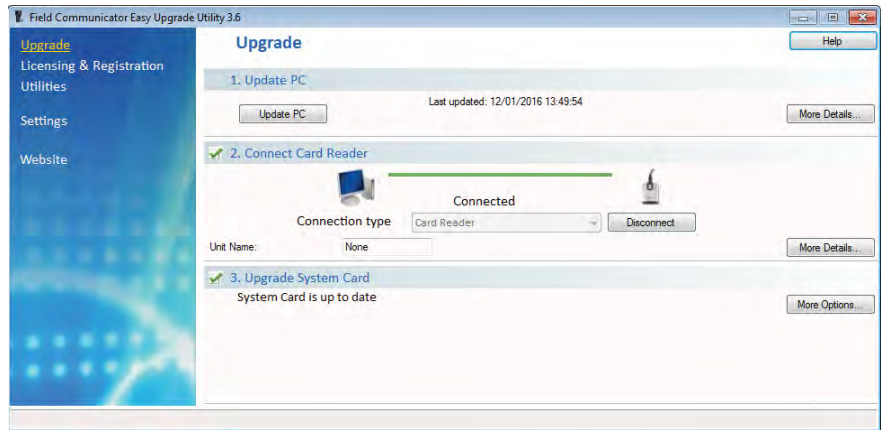 Field Communicator Easy Upgrade Utility 3.6
Upgrade
Licensing & Registration
Utilities
Settings
Website
Upgrade
Help
1. Update PC
Update PC
Last updated: 12/01/2016 13:49:54
More Details...
2. Connect Card Reader
Connected
Connection type
Card Reader
Disconnect
Unit Name:
None
More Details...
3. Upgrade System Card
System Card is up to date
More Options...